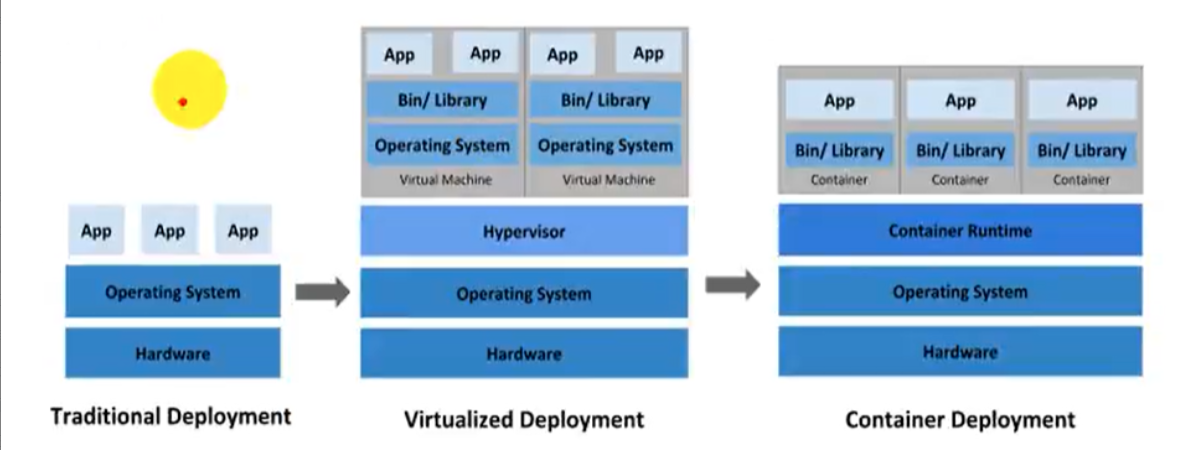 App App App
Operating System
Hardware
Traditional Deployment
App App App App
Bin/ Library Bin/ Library
Operating System Operating System
Virtual Machine Virtual Machine
Hypervisor
Operating System
Hardware
Virtualized Deployment
App App App
Bin/ Library Bin/ Library Bin/ Library
Container Container Container
Container Runtime
Operating System
Hardware
Container Deployment